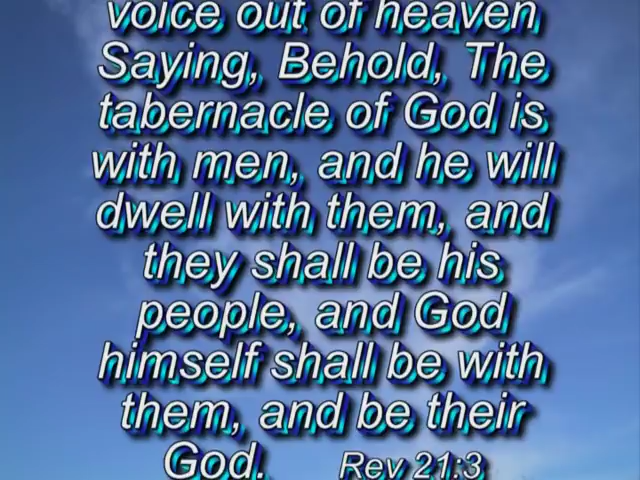 voice out of heaven
Saying, Behold, The
tabernacle of God is
with men, and he will
dwell with them, and
they shall be his
people, and God
himself shall be with
them, and be their
God. Rev 21:3